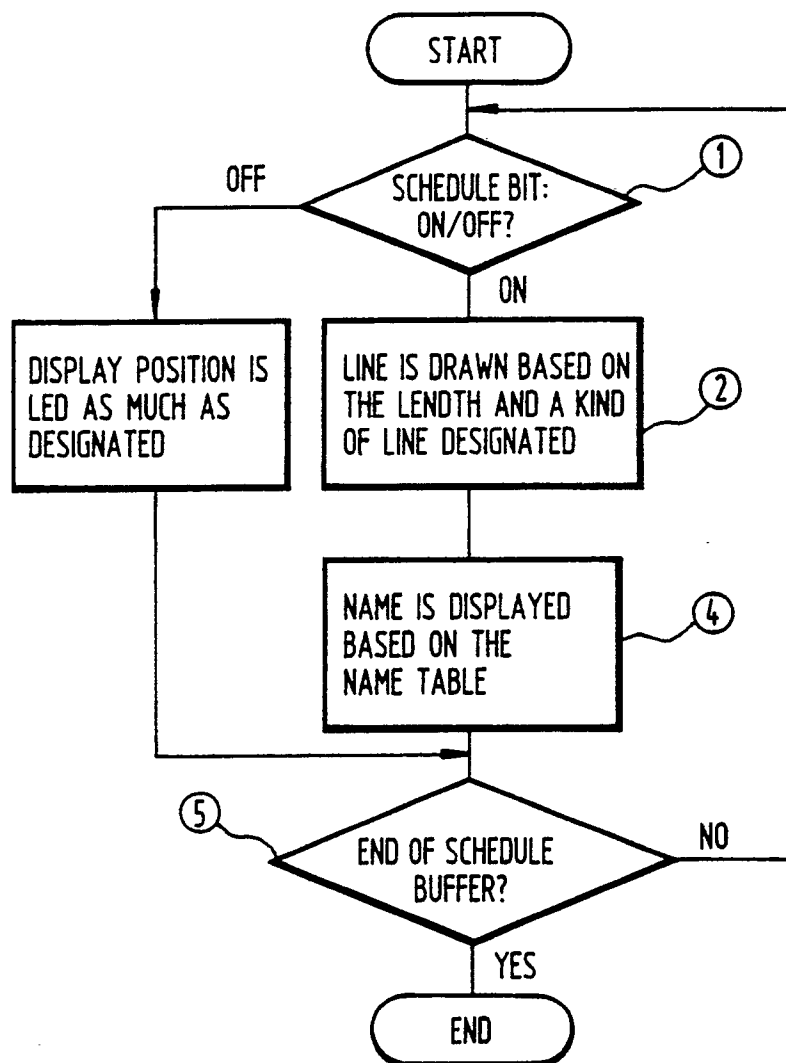 START
①
OFF
SCHEDULE BIT:
ON/OFF?
ON
DISPLAY POSITION IS
LED AS MUCH AS
DESIGNATED
LINE IS DRAWN BASED ON
THE LENDTH AND A KIND
OF LINE DESIGNATED
②
NAME IS DISPLAYED
BASED ON THE
NAME TABLE
④
⑤
END OF SCHEDULE
BUFFER?
NO
YES
END